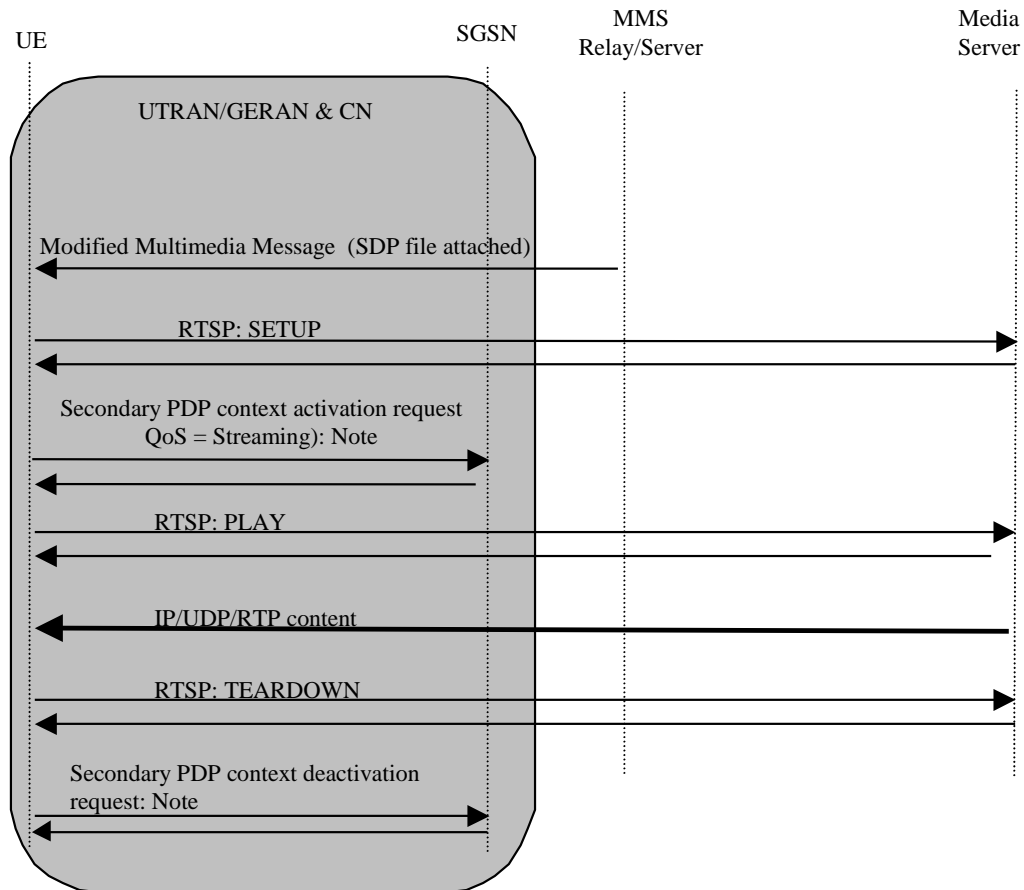 UE
SGSN
MMS
Relay/Server
Media
Server
UTRAN/GERAN & CN
Modified Multimedia Message (SDP file attached)
RTSP: SETUP
Secondary PDP context activation request
QoS = Streaming): Note
RTSP: PLAY
IP/UDP/RTP content
RTSP: TEARDOWN
Secondary PDP context deactivation
request: Note